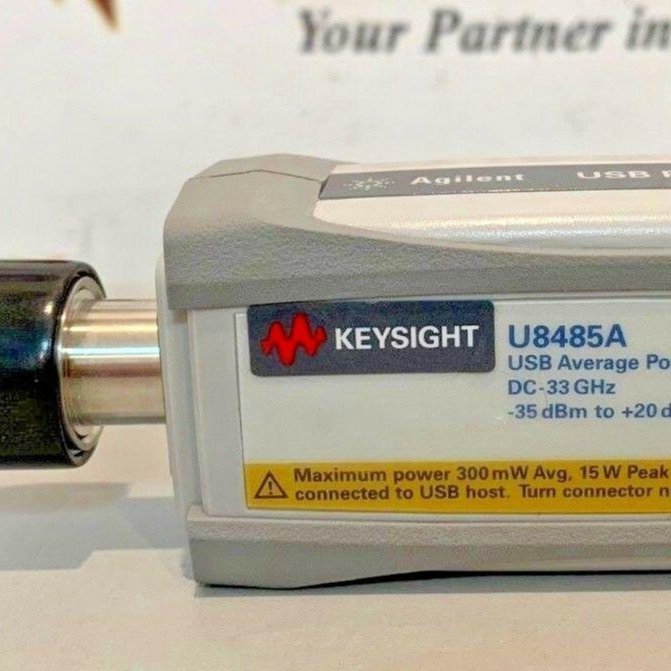 Your Partner in
Agilent USB
KEYSIGHT
U8485A
USB Average Po
DC-33 GHz
-35 dBm to +20 d
Maximum power 300 mW Avg, 15 W Peak
connected to USB host. Turn connector n